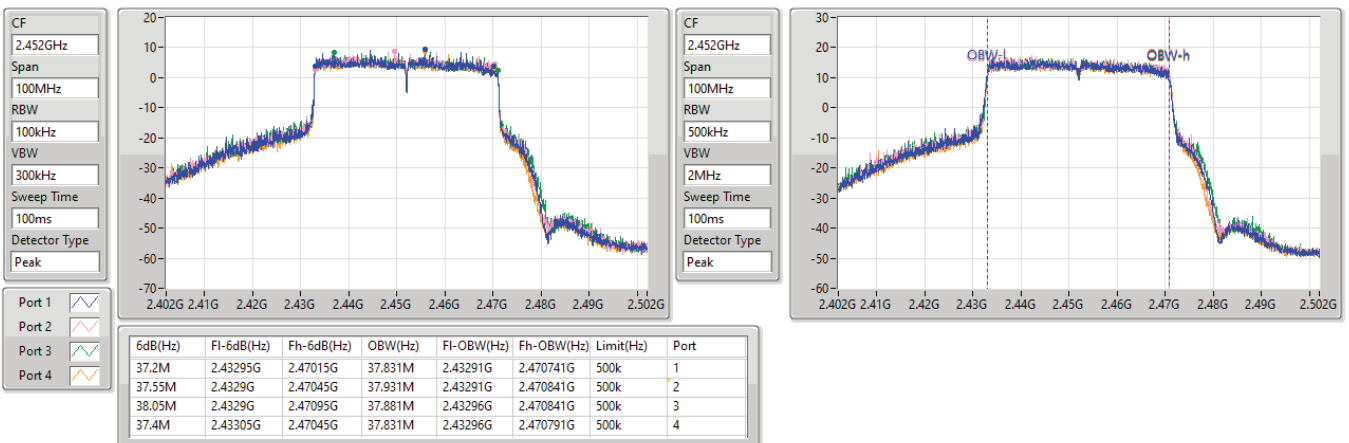 CF
2.452GHz
Span
100MHz
RBW
100kHz
VBW
300kHz
Sweep Time
100ms
Detector Type
Peak
20
10
0
-10
-20
-30
-40
-50
-60
-70
2.402G 2.41G 2.42G 2.43G 2.44G 2.45G 2.46G 2.47G 2.48G 2.49G 2.502G
CF
2.452GHz
Span
100MHz
RBW
500kHz
VBW
2MHz
Sweep Time
100ms
Detector Type
Peak
30
20
10
0
-10
-20
-30
-40
-50
-60
OBW-l OBW-h
2.402G 2.41G 2.42G 2.43G 2.44G 2.45G 2.46G 2.47G 2.48G 2.49G 2.502G
Port 1
Port 2
Port 3
Port 4
6dB(Hz) Fl-6dB(Hz) Fh-6dB(Hz) OBW(Hz) Fl-OBW(Hz) Fh-OBW(Hz) Limit(Hz) Port
37.2M 2.43295G 2.47015G 37.831M 2.43291G 2.470741G 500k 1
37.55M 2.4329G 2.47045G 37.931M 2.43291G 2.470841G 500k 2
38.05M 2.4329G 2.47095G 37.881M 2.43296G 2.470841G 500k 3
37.4M 2.43305G 2.47045G 37.831M 2.43296G 2.470791G 500k 4